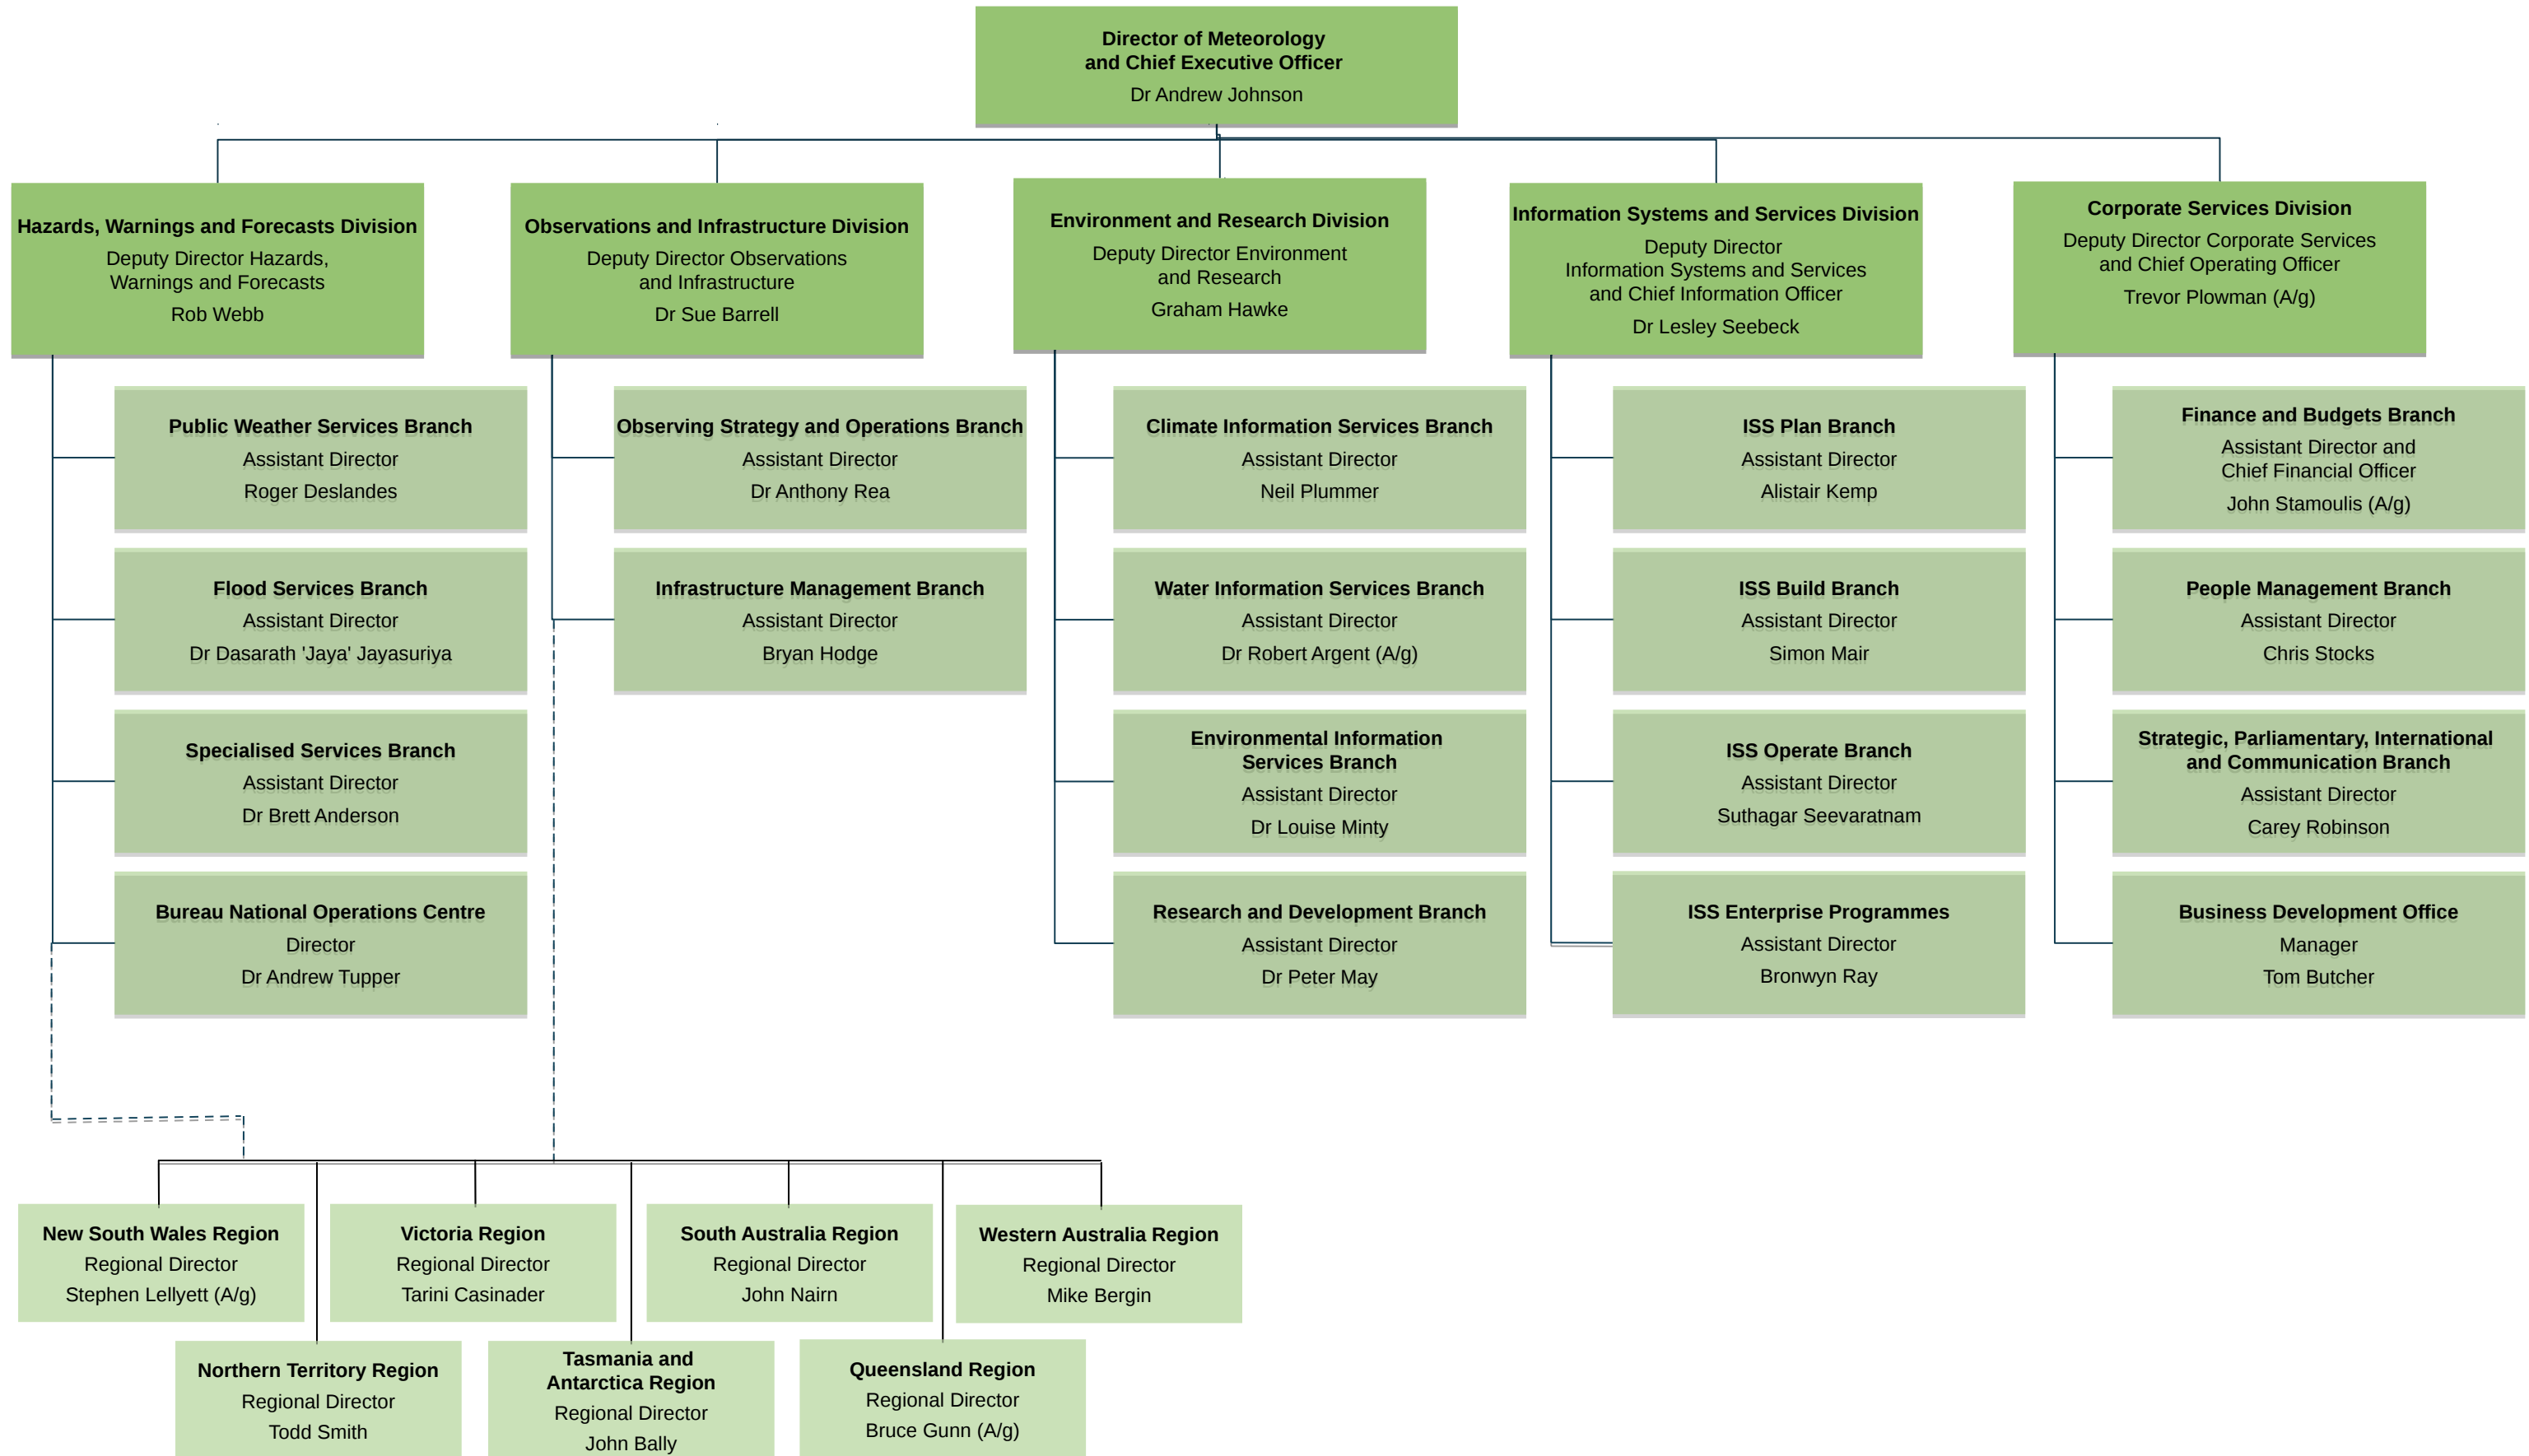 Director of Meteorology
and Chief Executive Officer
Dr Andrew Johnson
Hazards, Warnings and Forecasts Division
Deputy Director Hazards,
Warnings and Forecasts
Rob Webb
Observations and Infrastructure Division
Deputy Director Observations
and Infrastructure
Dr Sue Barrell
Environment and Research Division
Deputy Director Environment
and Research
Graham Hawke
Information Systems and Services Division
Deputy Director
Information Systems and Services
and Chief Information Officer
Dr Lesley Seebeck
Corporate Services Division
Deputy Director Corporate Services
and Chief Operating Officer
Trevor Plowman (A/g)
Public Weather Services Branch
Assistant Director
Roger Deslandes
Flood Services Branch
Assistant Director
Dr Dasarath 'Jaya' Jayasuriya
Specialised Services Branch
Assistant Director
Dr Brett Anderson
Bureau National Operations Centre
Director
Dr Andrew Tupper
Observing Strategy and Operations Branch
Assistant Director
Dr Anthony Rea
Infrastructure Management Branch
Assistant Director
Bryan Hodge
Climate Information Services Branch
Assistant Director
Neil Plummer
Water Information Services Branch
Assistant Director
Dr Robert Argent (A/g)
Environmental Information
Services Branch
Assistant Director
Dr Louise Minty
Research and Development Branch
Assistant Director
Dr Peter May
ISS Plan Branch
Assistant Director
Alistair Kemp
ISS Build Branch
Assistant Director
Simon Mair
ISS Operate Branch
Assistant Director
Suthagar Seevaratnam
ISS Enterprise Programmes
Assistant Director
Bronwyn Ray
Finance and Budgets Branch
Assistant Director and
Chief Financial Officer
John Stamoulis (A/g)
People Management Branch
Assistant Director
Chris Stocks
Strategic, Parliamentary, International
and Communication Branch
Assistant Director
Carey Robinson
Business Development Office
Manager
Tom Butcher
New South Wales Region
Regional Director
Stephen Lellyett (A/g)
Victoria Region
Regional Director
Tarini Casinader
South Australia Region
Regional Director
John Nairn
Western Australia Region
Regional Director
Mike Bergin
Northern Territory Region
Regional Director
Todd Smith
Tasmania and
Antarctica Region
Regional Director
John Bally
Queensland Region
Regional Director
Bruce Gunn (A/g)